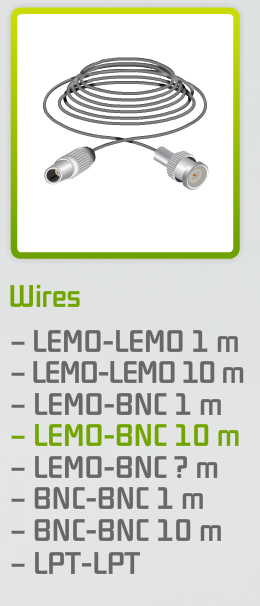 Wires
– LEMO-LEMO 1 m
– LEMO-LEMO 10 m
– LEMO-BNC 1 m
– LEMO-BNC 10 m
– LEMO-BNC ? m
– BNC-BNC 1 m
– BNC-BNC 10 m
– LPT-LPT